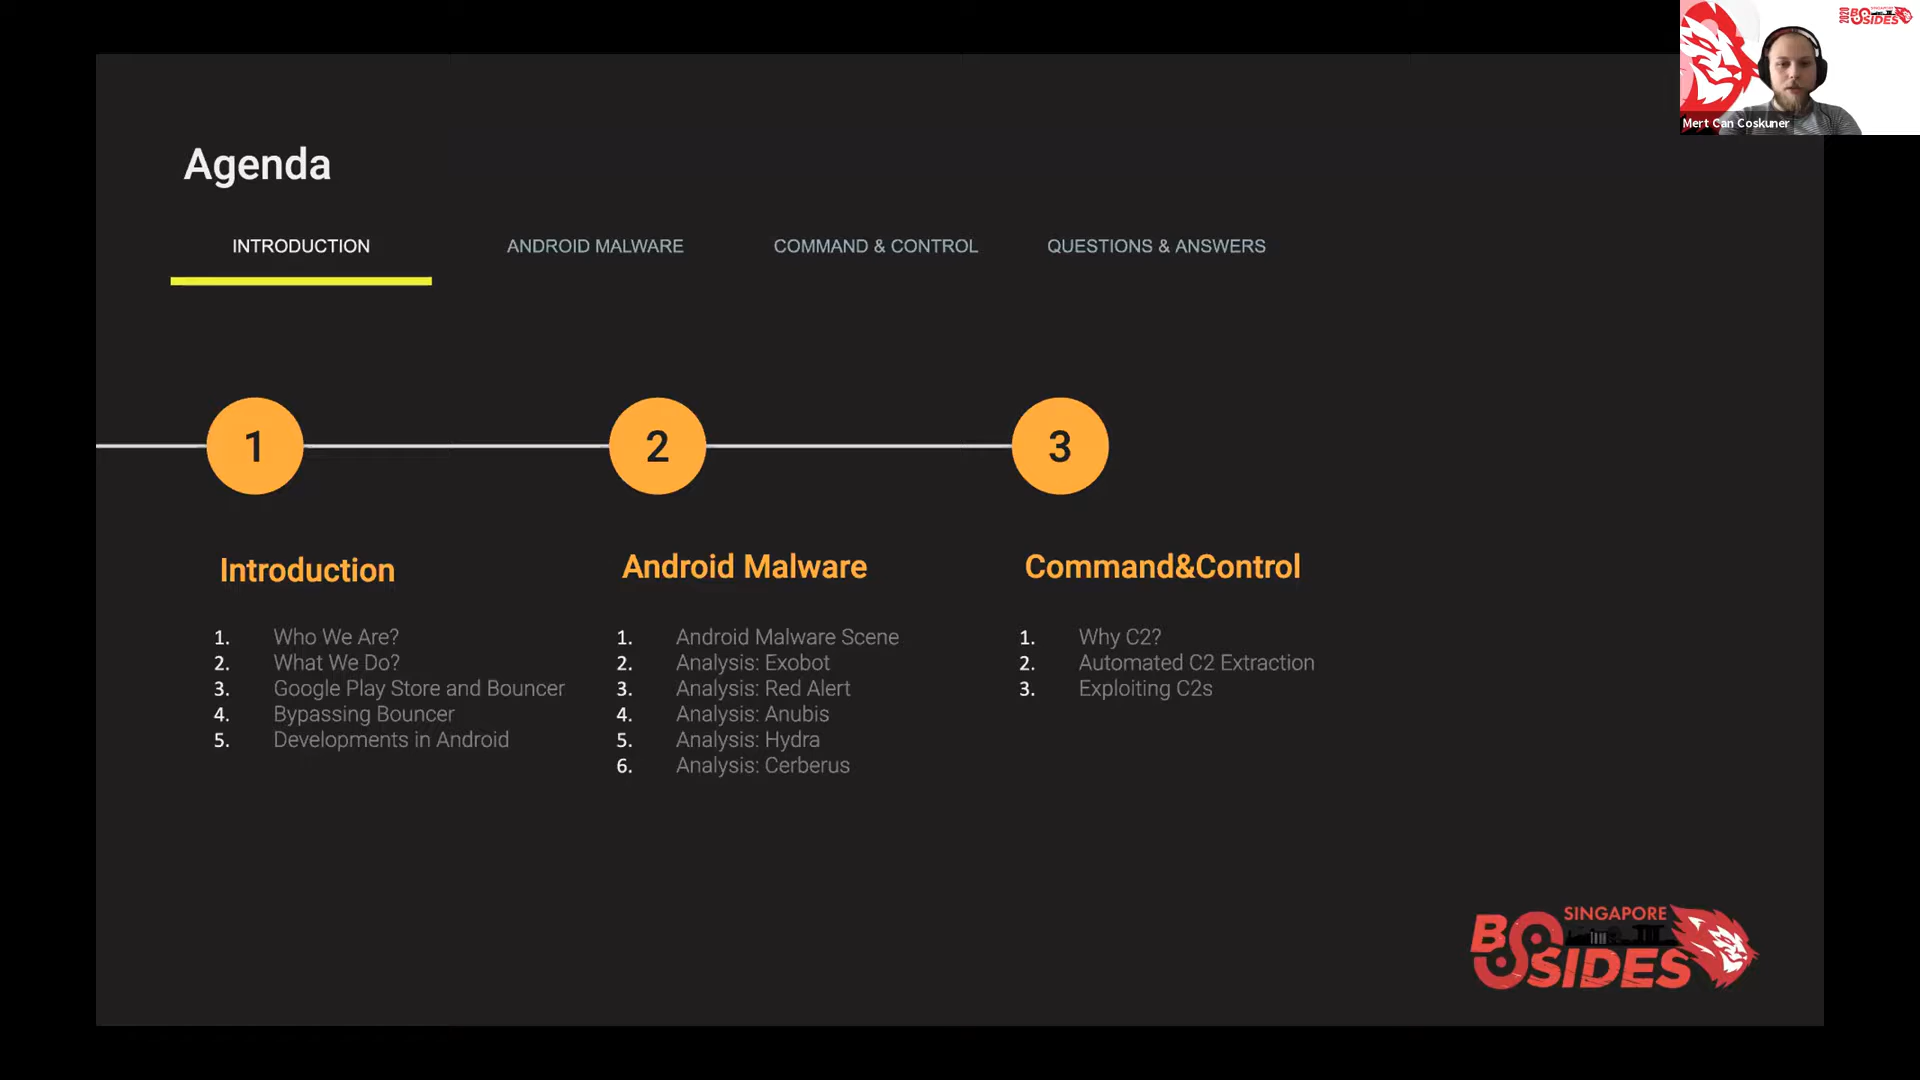 2020 BSIDES SINGAPORE
Mert Can Coskuner
Agenda
INTRODUCTION
ANDROID MALWARE
COMMAND & CONTROL
QUESTIONS & ANSWERS
1
2
3
Introduction
1. Who We Are?
2. What We Do?
3. Google Play Store and Bouncer
4. Bypassing Bouncer
5. Developments in Android
Android Malware
1. Android Malware Scene
2. Analysis: Exobot
3. Analysis: Red Alert
4. Analysis: Anubis
5. Analysis: Hydra
6. Analysis: Cerberus
Command&Control
1. Why C2?
2. Automated C2 Extraction
3. Exploiting C2s
SINGAPORE
BSIDES